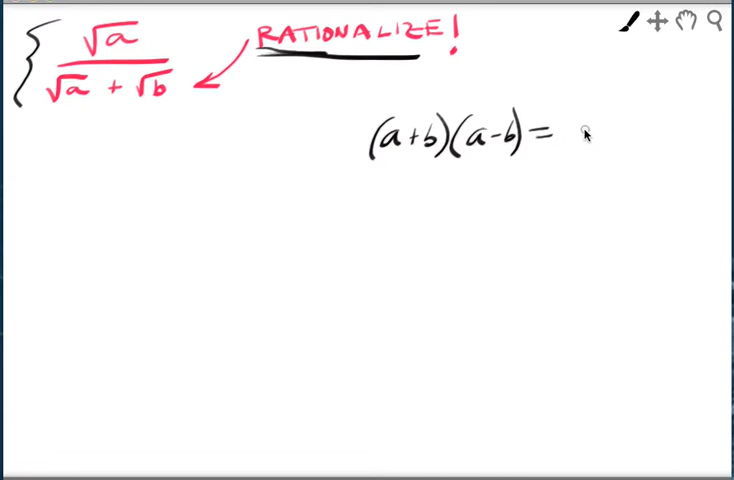 √a / (√a + √b) RATIONALIZE!
(a+b)(a-b)=